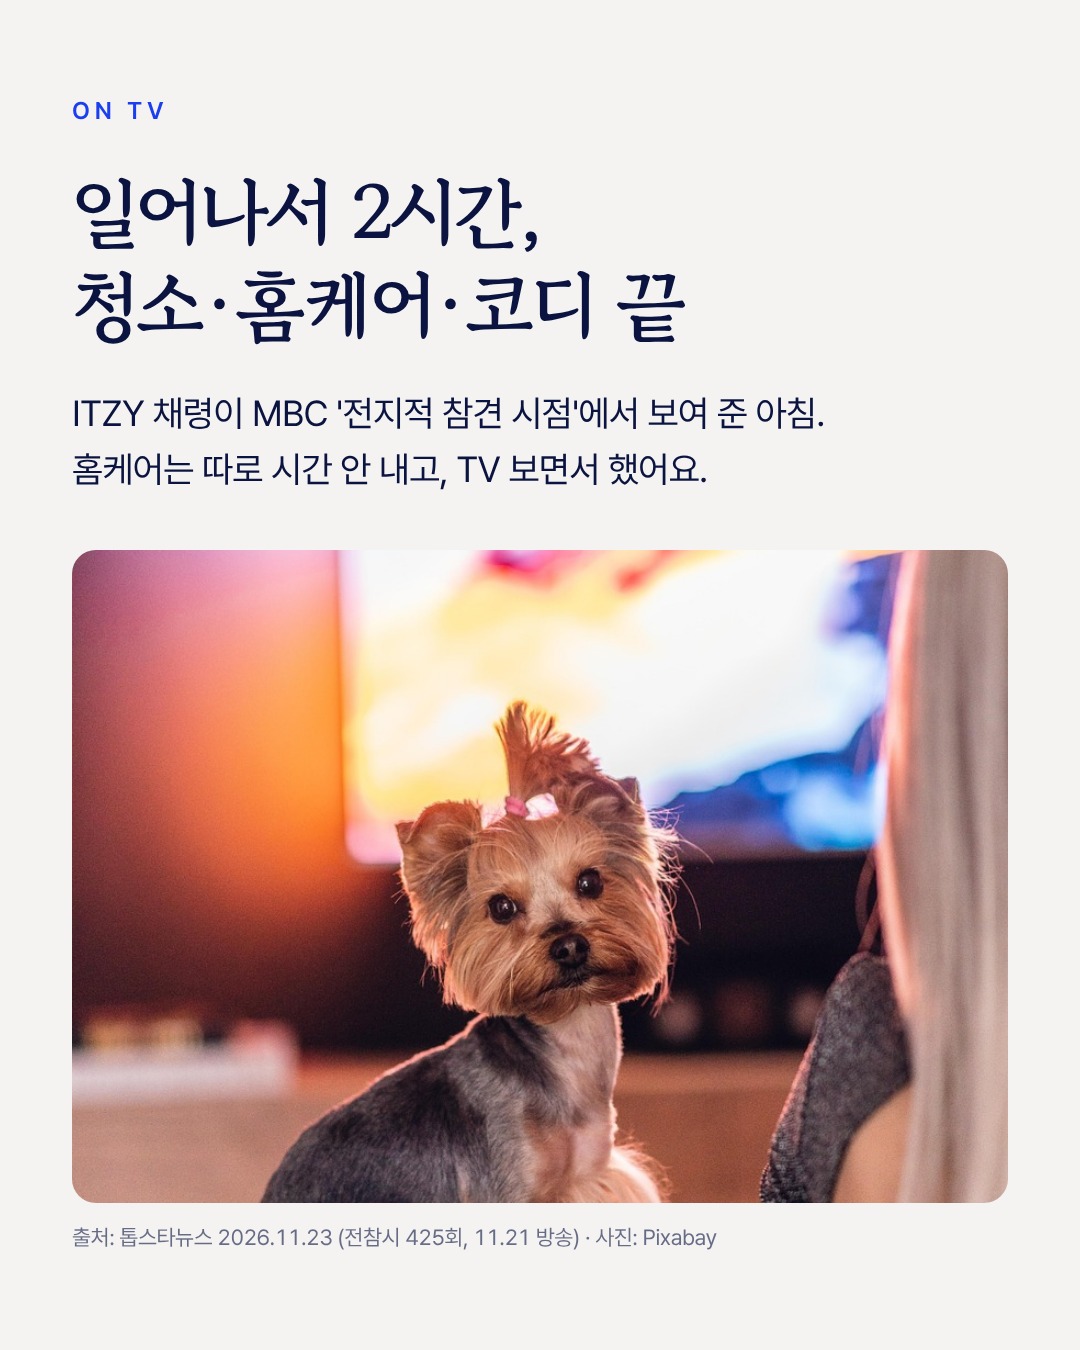 ON TV
일어나서 2시간,
청소·홈케어·코디 끝
ITZY 채령이 MBC '전지적 참견 시점'에서 보여 준 아침.
홈케어는 따로 시간 안 내고, TV 보면서 했어요.
출처: 톱스타뉴스 2026.11.23 (전참시 425회, 11.21 방송) · 사진: Pixabay